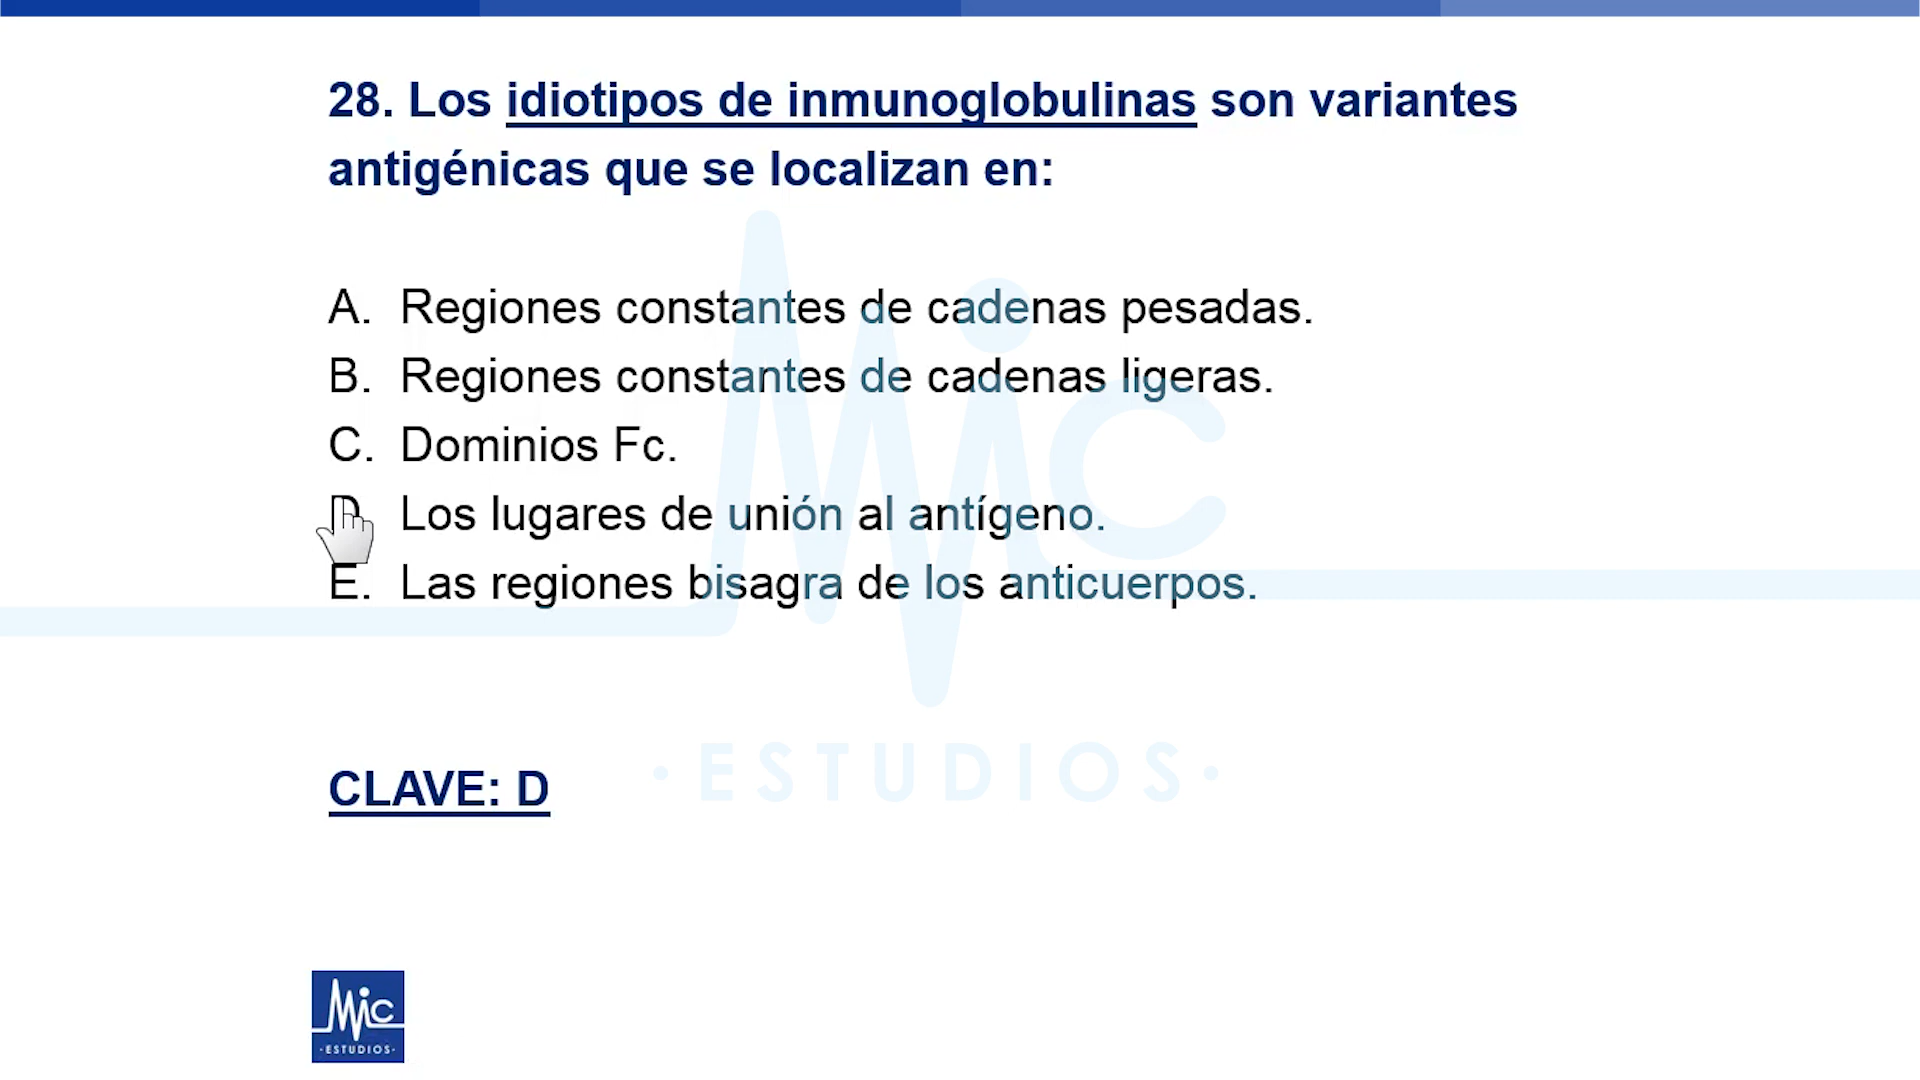 28. Los idiotipos de inmunoglobulinas son variantes
antigénicas que se localizan en:
A. Regiones constantes de cadenas pesadas.
B. Regiones constantes de cadenas ligeras.
C. Dominios Fc.
D. Los lugares de unión al antígeno.
E. Las regiones bisagra de los anticuerpos.
MiC
·ESTUDIOS·
CLAVE: D
MiC
·ESTUDIOS·